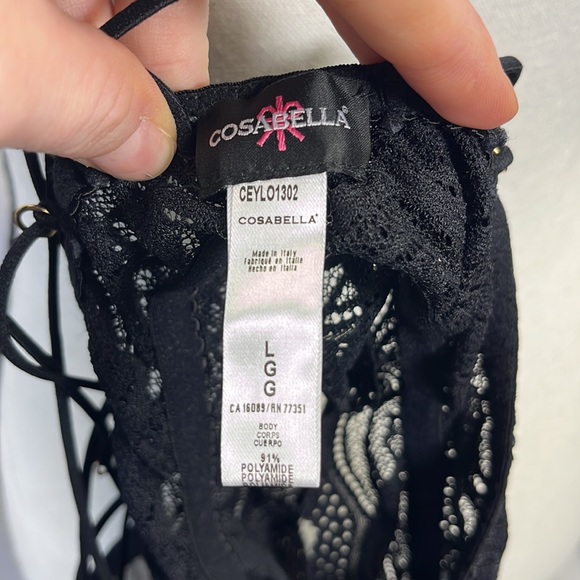 COSABELLA®
CEYLO1302
COSABELLA®
Made in Italy
Fabriqué en Italie
Hecho en Italia
L
G
G
CA 16089/RN 77351
BODY
CORPS
CUERPO
91%
POLYAMIDE
POLYAMIDE